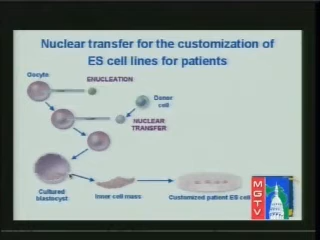 Nuclear transfer for the customization of
ES cell lines for patients
Oocyte
ENUCLEATION
Donor
cell
NUCLEAR
TRANSFER
Cultured
blastocyst
Inner cell mass
Customized patient ES cell
MGTV